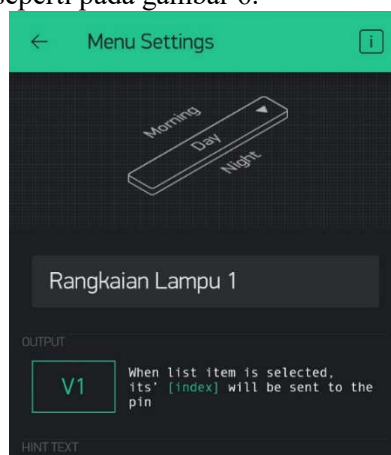 seperti pada gambar 6.
← Menu Settings i
Morning
Day
Night
Rangkaian Lampu 1
OUTPUT
V1
When list item is selected,
its' [index] will be sent to the
pin
HINT TEXT